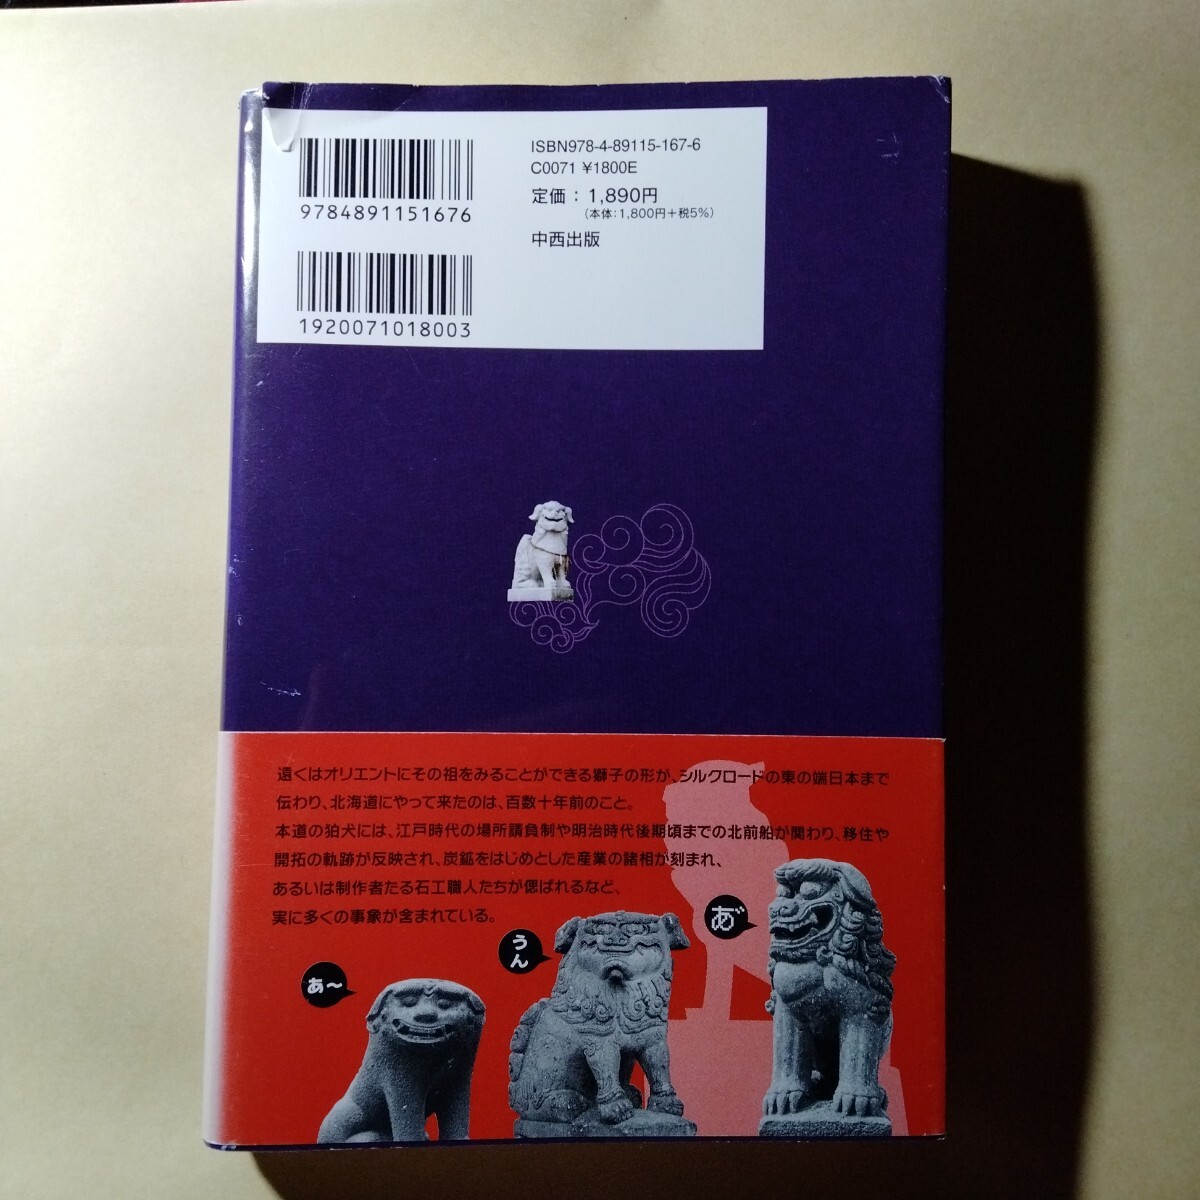 ISBN978-4-89115-167-6
C0071 ¥1800E
定価：1,890円
（本体：1,800円＋税5％）
中西出版
9784891151676
1920071018003
遠くはオリエントにその祖をみることができる獅子の形が、シルクロードの東の端日本まで
伝わり、北海道にやって来たのは、百数十年前のこと。
本道の狛犬には、江戸時代の場所請負制や明治時代後期頃までの北前船が関わり、移住や
開拓の軌跡が反映され、炭鉱をはじめとした産業の諸相が刻まれ、
あるいは制作者たる石工職人たちが偲ばれるなど、
実に多くの事象が含まれている。
あ～
うん
あ゛